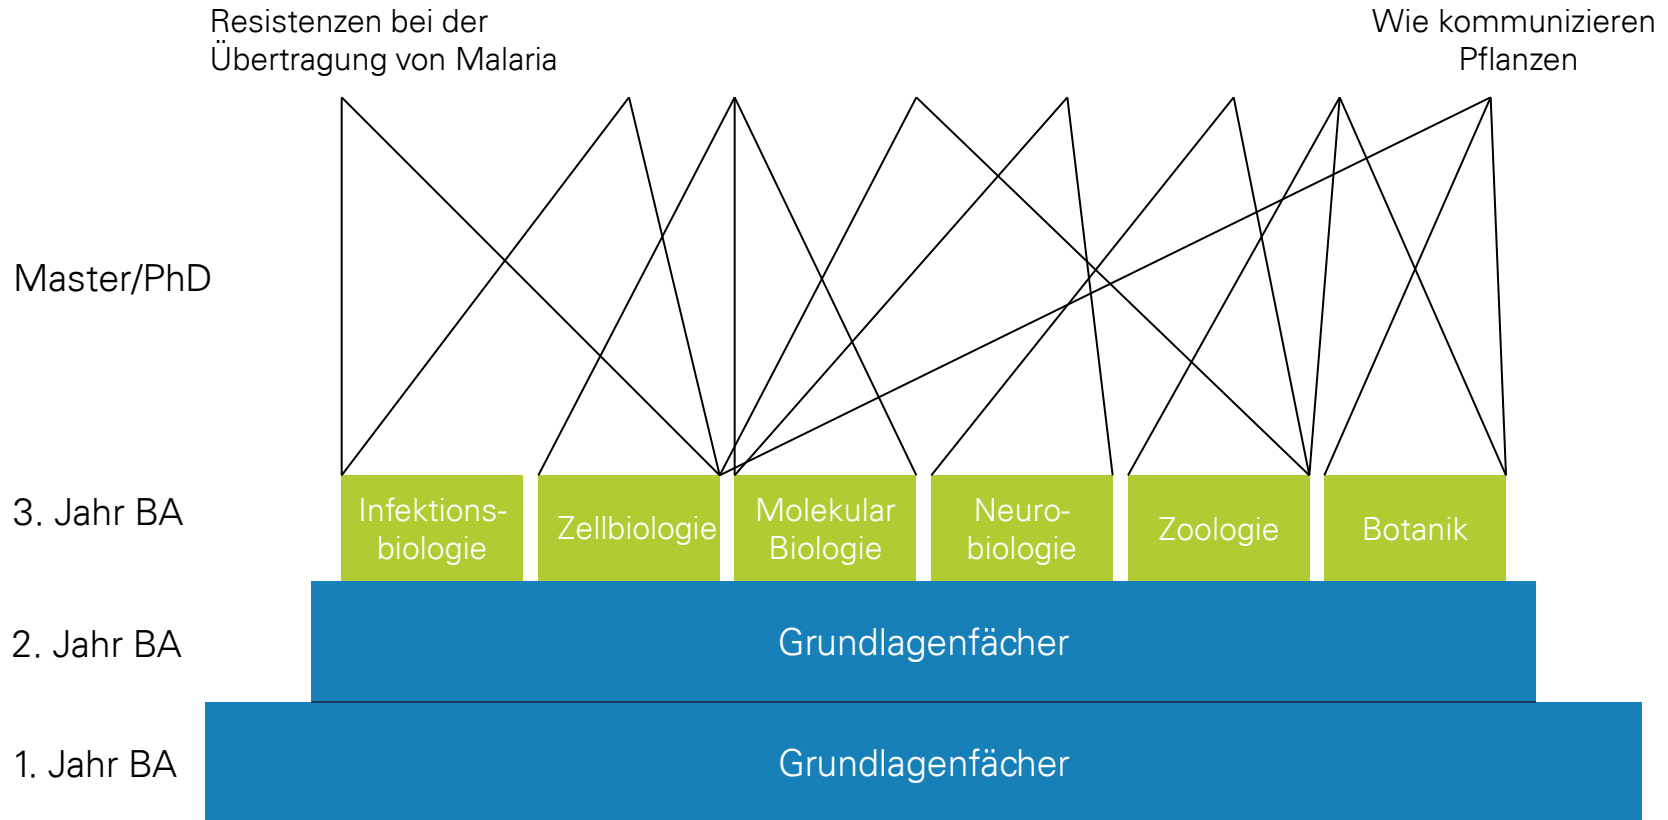 Resistenzen bei der
Übertragung von Malaria
Wie kommunizieren
Pflanzen
Master/PhD
3. Jahr BA
Infektions-
biologie
Zellbiologie
Molekular
Biologie
Neuro-
biologie
Zoologie
Botanik
2. Jahr BA
Grundlagenfächer
1. Jahr BA
Grundlagenfächer